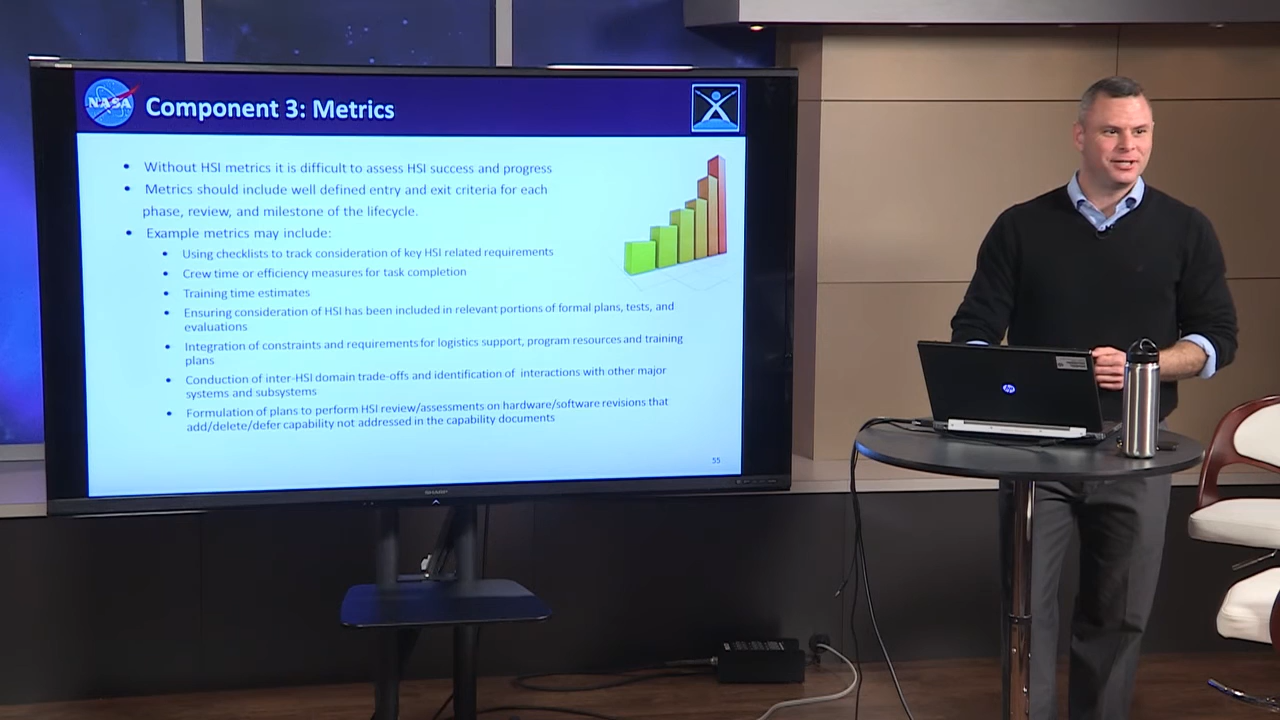 NASA
Component 3: Metrics
• Without HSI metrics it is difficult to assess HSI success and progress
• Metrics should include well defined entry and exit criteria for each
phase, review, and milestone of the lifecycle.
• Example metrics may include:
• Using checklists to track consideration of key HSI related requirements
• Crew time or efficiency measures for task completion
• Training time estimates
• Ensuring consideration of HSI has been included in relevant portions of formal plans, tests, and
evaluations
• Integration of constraints and requirements for logistics support, program resources and training
plans
• Conduction of inter-HSI domain trade-offs and identification of interactions with other major
systems and subsystems
• Formulation of plans to perform HSI review/assessments on hardware/software revisions that
add/delete/defer capability not addressed in the capability documents
55
SHARP
hp